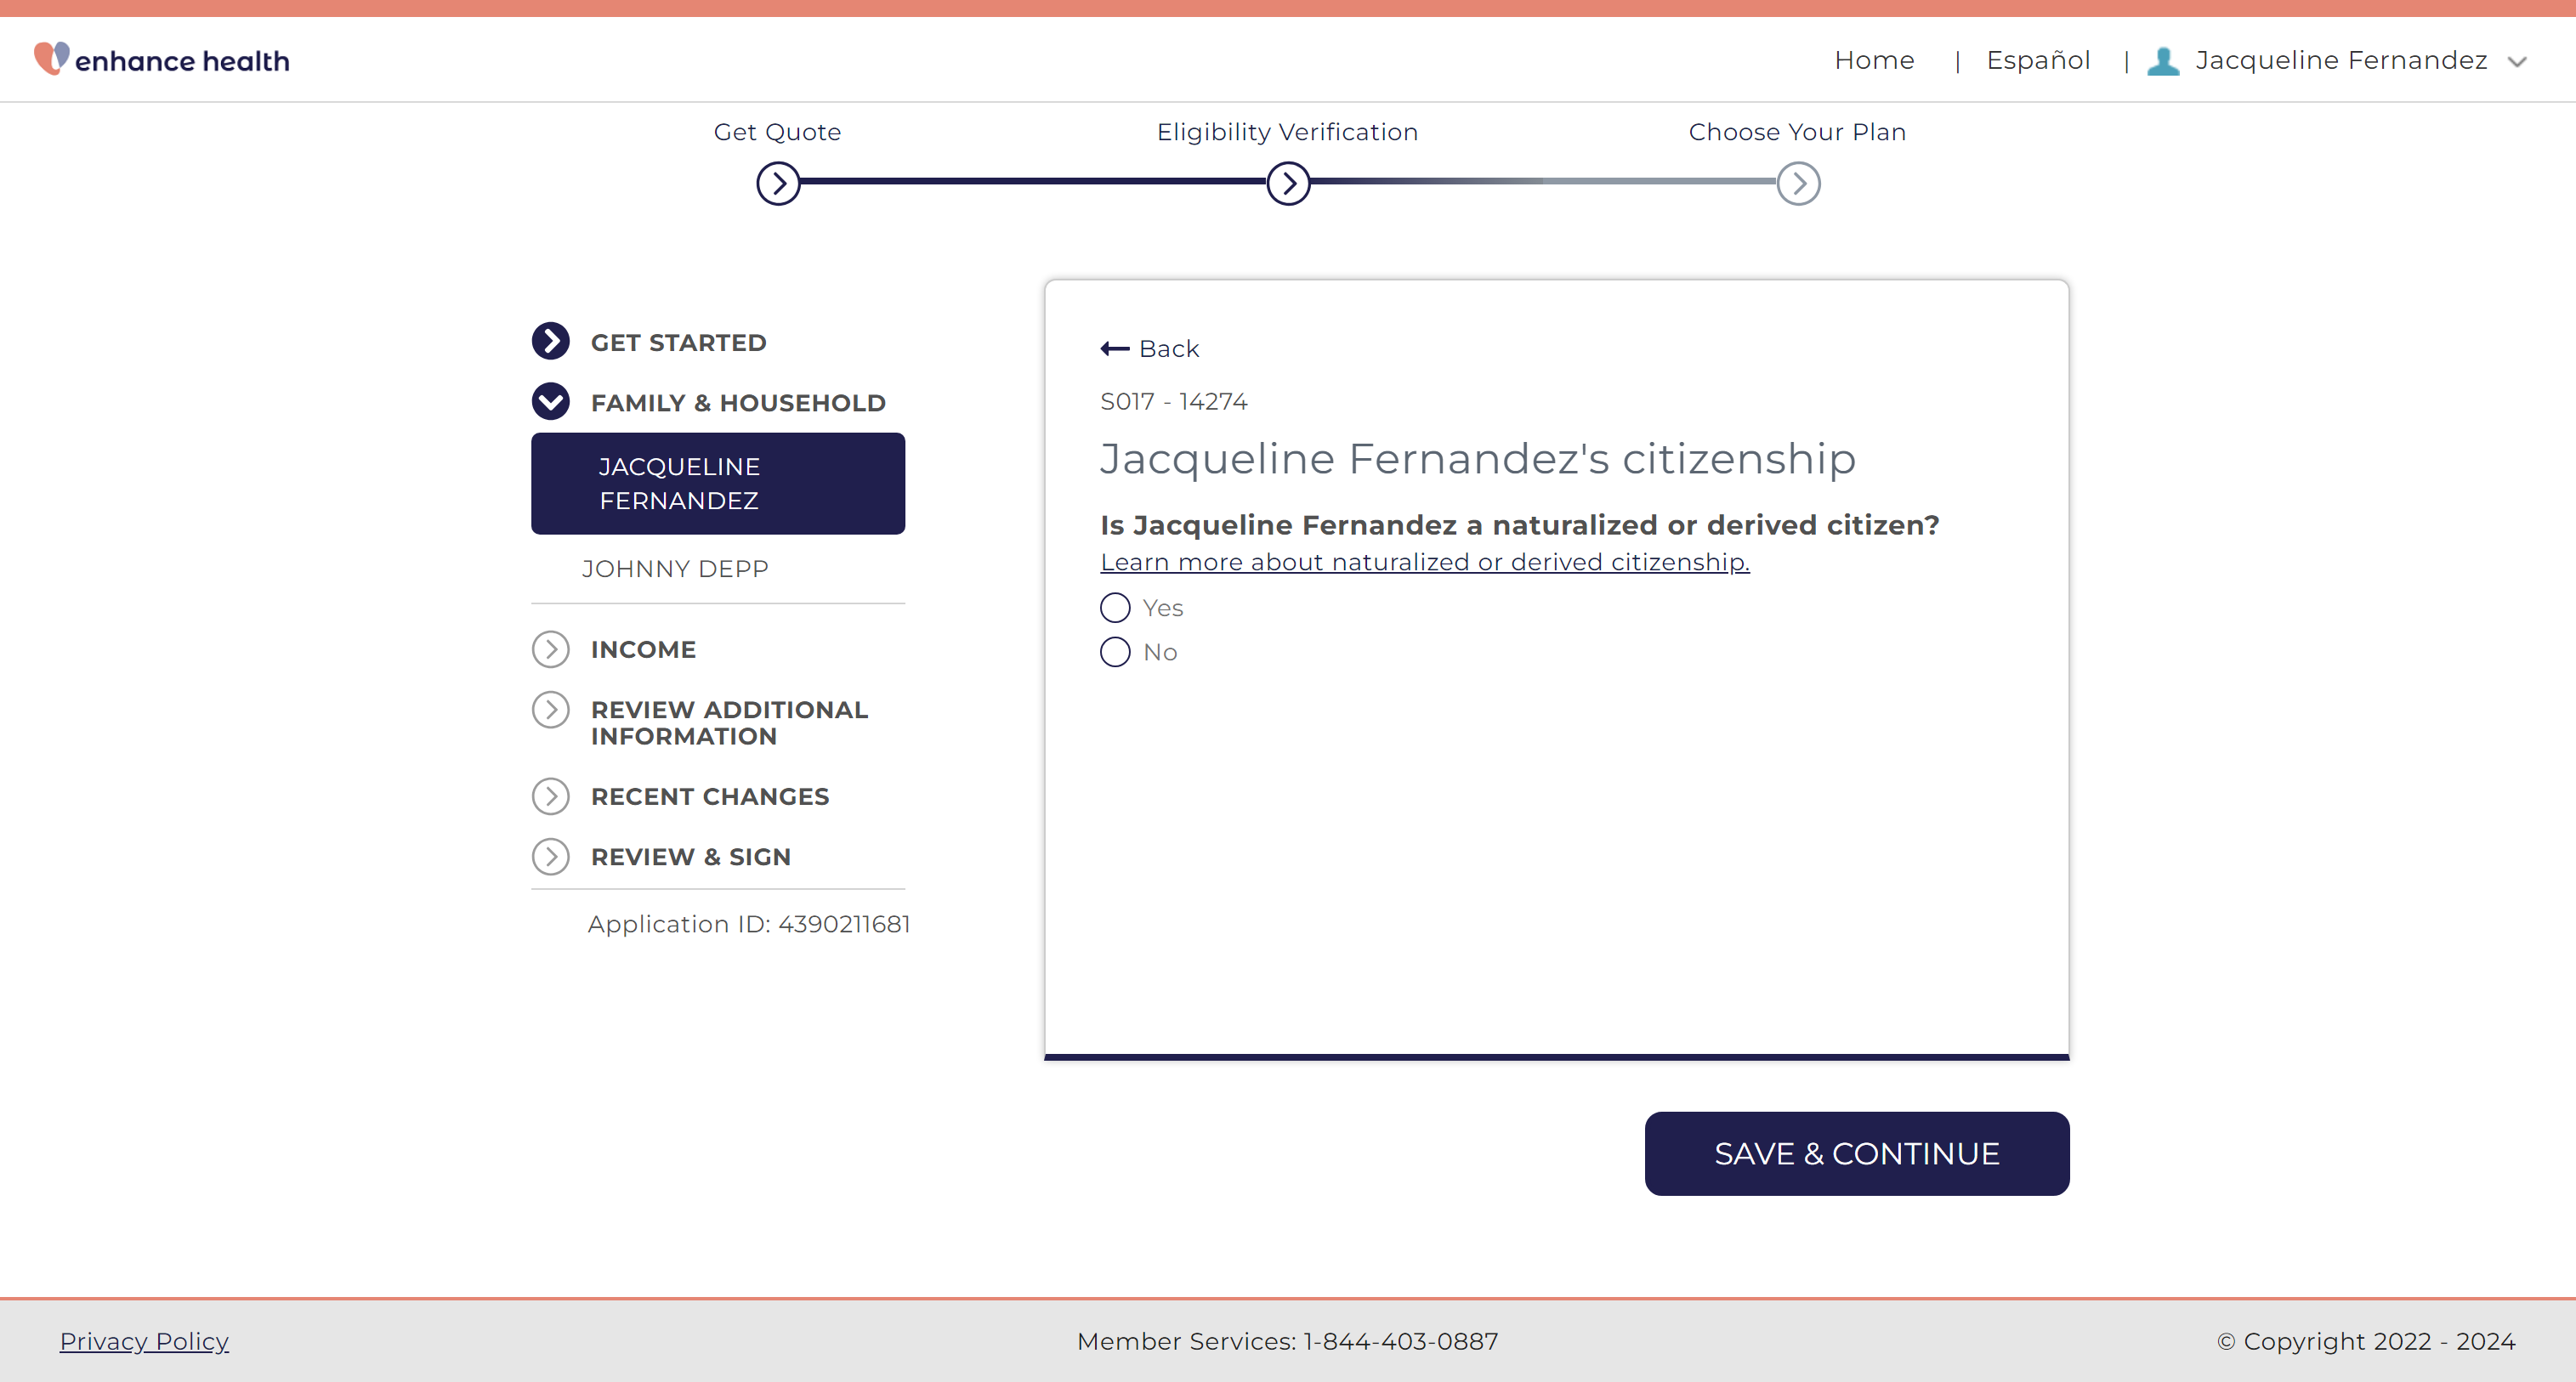 enhance health
Home | Español | Jacqueline Fernandez
Get Quote
Eligibility Verification
Choose Your Plan
GET STARTED
FAMILY & HOUSEHOLD
JACQUELINE
FERNANDEZ
JOHNNY DEPP
INCOME
REVIEW ADDITIONAL
INFORMATION
RECENT CHANGES
REVIEW & SIGN
Application ID: 4390211681
Back
S017 - 14274
Jacqueline Fernandez's citizenship
Is Jacqueline Fernandez a naturalized or derived citizen?
Learn more about naturalized or derived citizenship.
Yes
No
SAVE & CONTINUE
Privacy Policy
Member Services: 1-844-403-0887
© Copyright 2022 - 2024